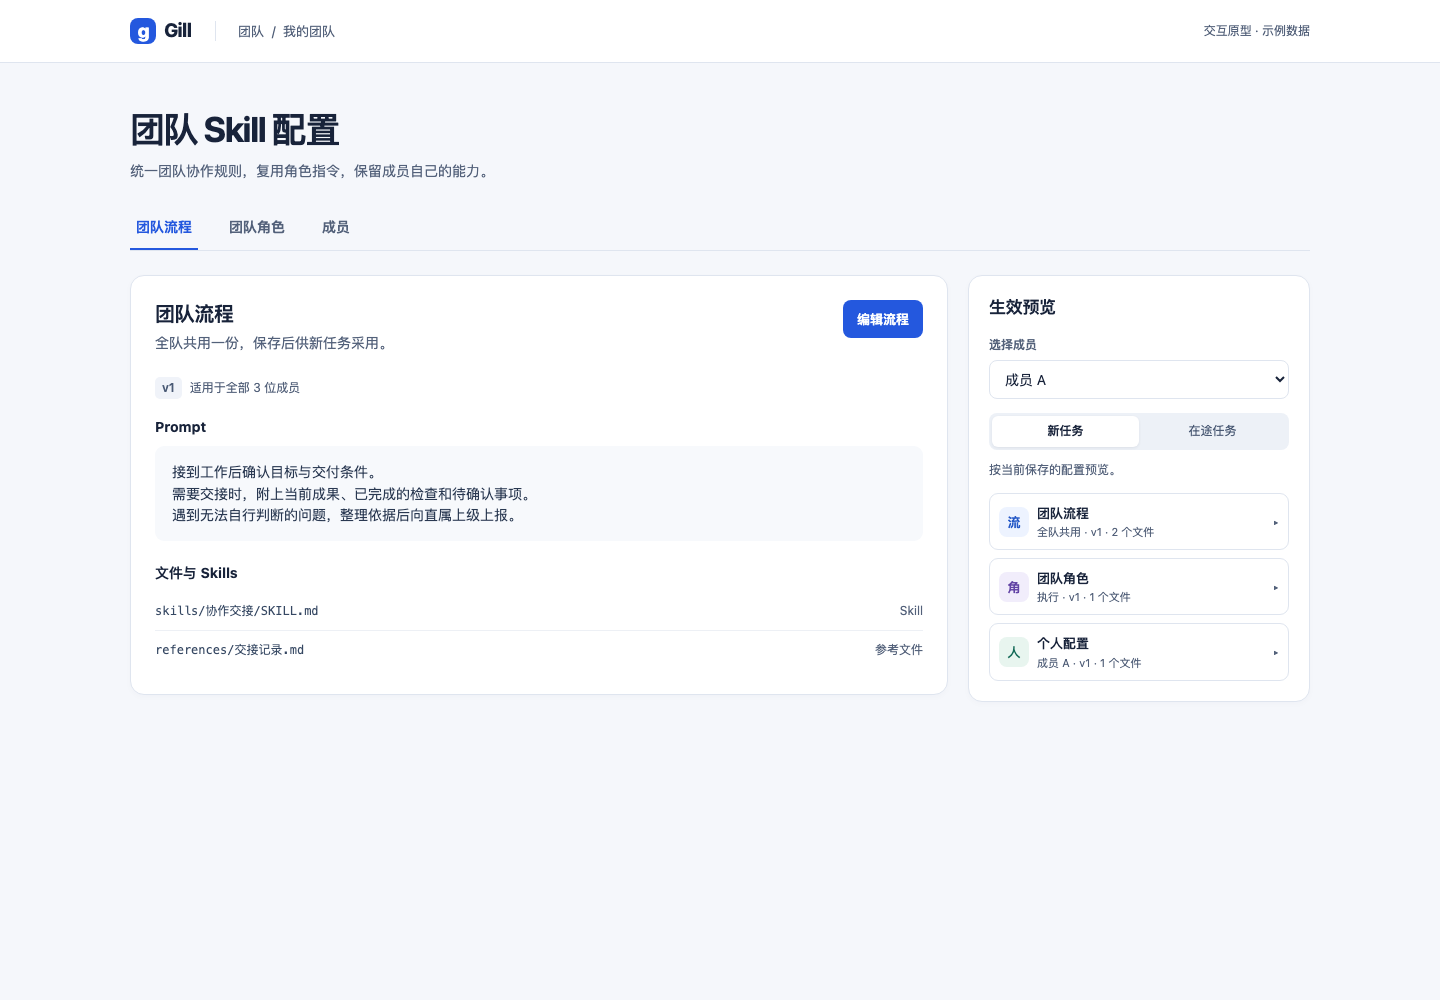 g Gill 团队 / 我的团队 交互原型 · 示例数据
团队 Skill 配置
统一团队协作规则，复用角色指令，保留成员自己的能力。
团队流程 团队角色 成员
团队流程
编辑流程
全队共用一份，保存后供新任务采用。
v1 适用于全部 3 位成员
Prompt
接到工作后确认目标与交付条件。
需要交接时，附上当前成果、已完成的检查和待确认事项。
遇到无法自行判断的问题，整理依据后向直属上级上报。
文件与 Skills
skills/协作交接/SKILL.md Skill
references/交接记录.md 参考文件
生效预览
选择成员
成员 A
新任务 在途任务
按当前保存的配置预览。
流 团队流程
全队共用 · v1 · 2 个文件
角 团队角色
执行 · v1 · 1 个文件
人 个人配置
成员 A · v1 · 1 个文件